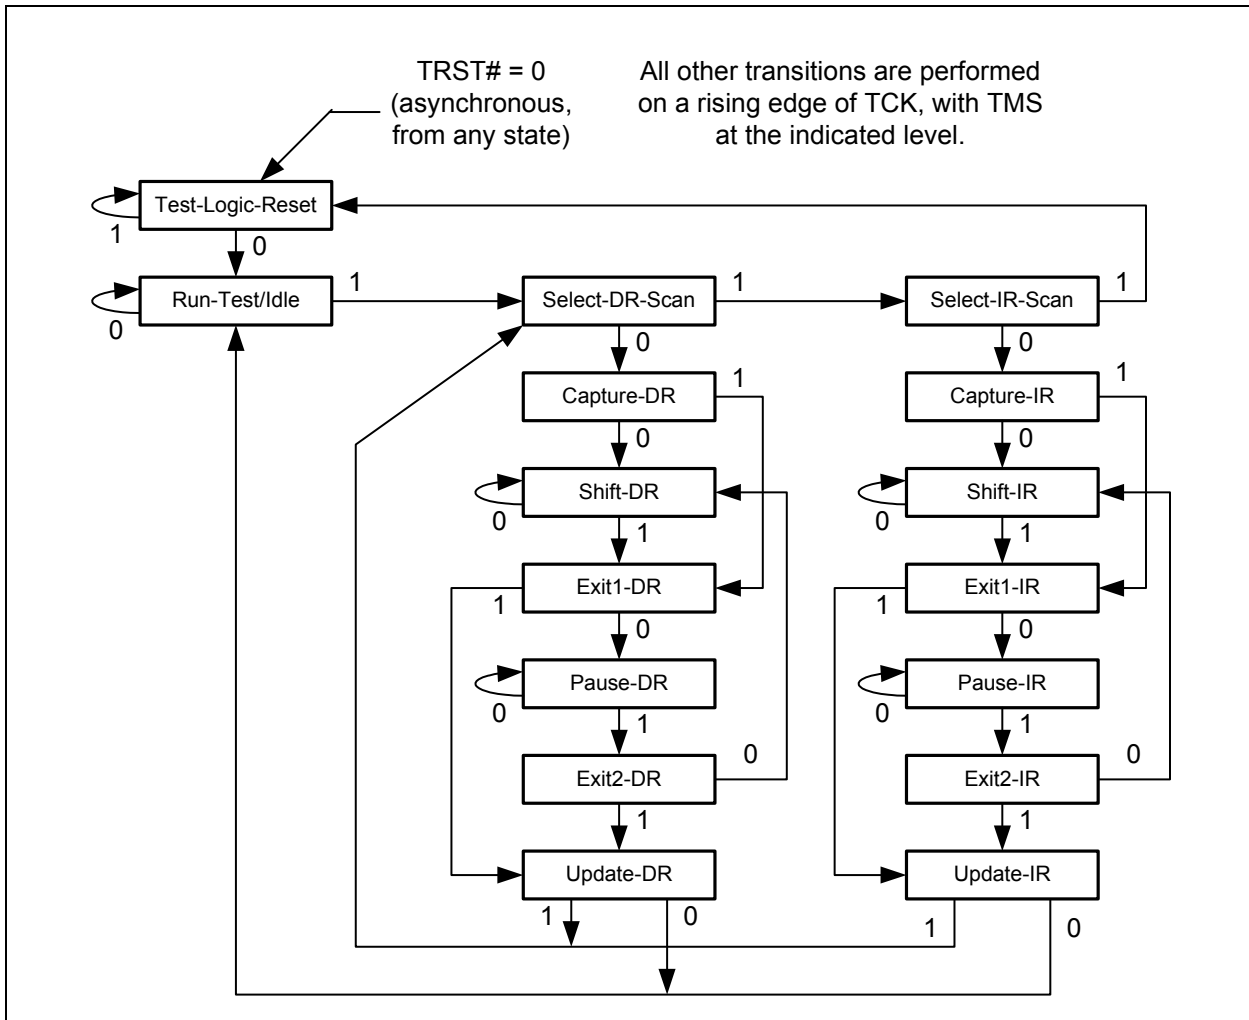 TRST# = 0
(asynchronous,
from any state)
All other transitions are performed
on a rising edge of TCK, with TMS
at the indicated level.
Test-Logic-Reset
1
0
Run-Test/Idle
1
Select-DR-Scan
1
Select-IR-Scan
1
0
0
0
Capture-DR
1
Capture-IR
1
0
0
Shift-DR
Shift-IR
0
1
0
1
Exit1-DR
Exit1-IR
1
0
1
0
Pause-DR
Pause-IR
0
1
0
1
Exit2-DR
0
Exit2-IR
0
1
1
Update-DR
Update-IR
1
0
1
0